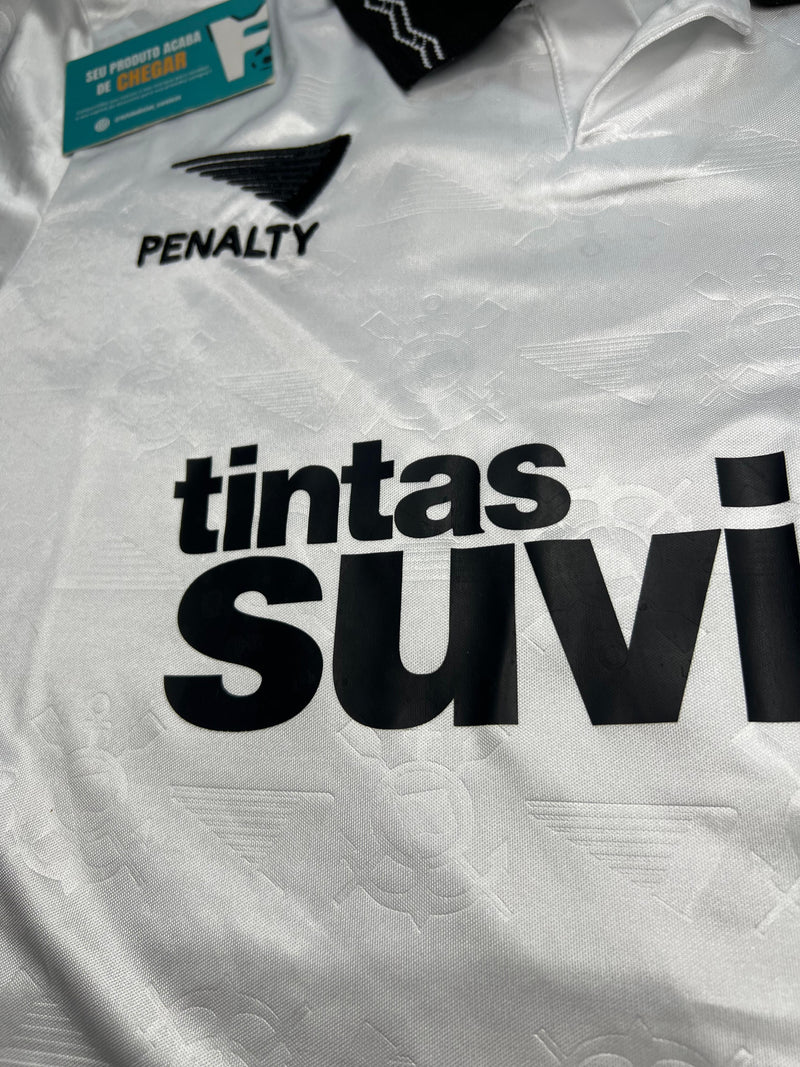 SEU PRODUTO ACABA
DE CHEGAR
PENALTY
tintas
suvi